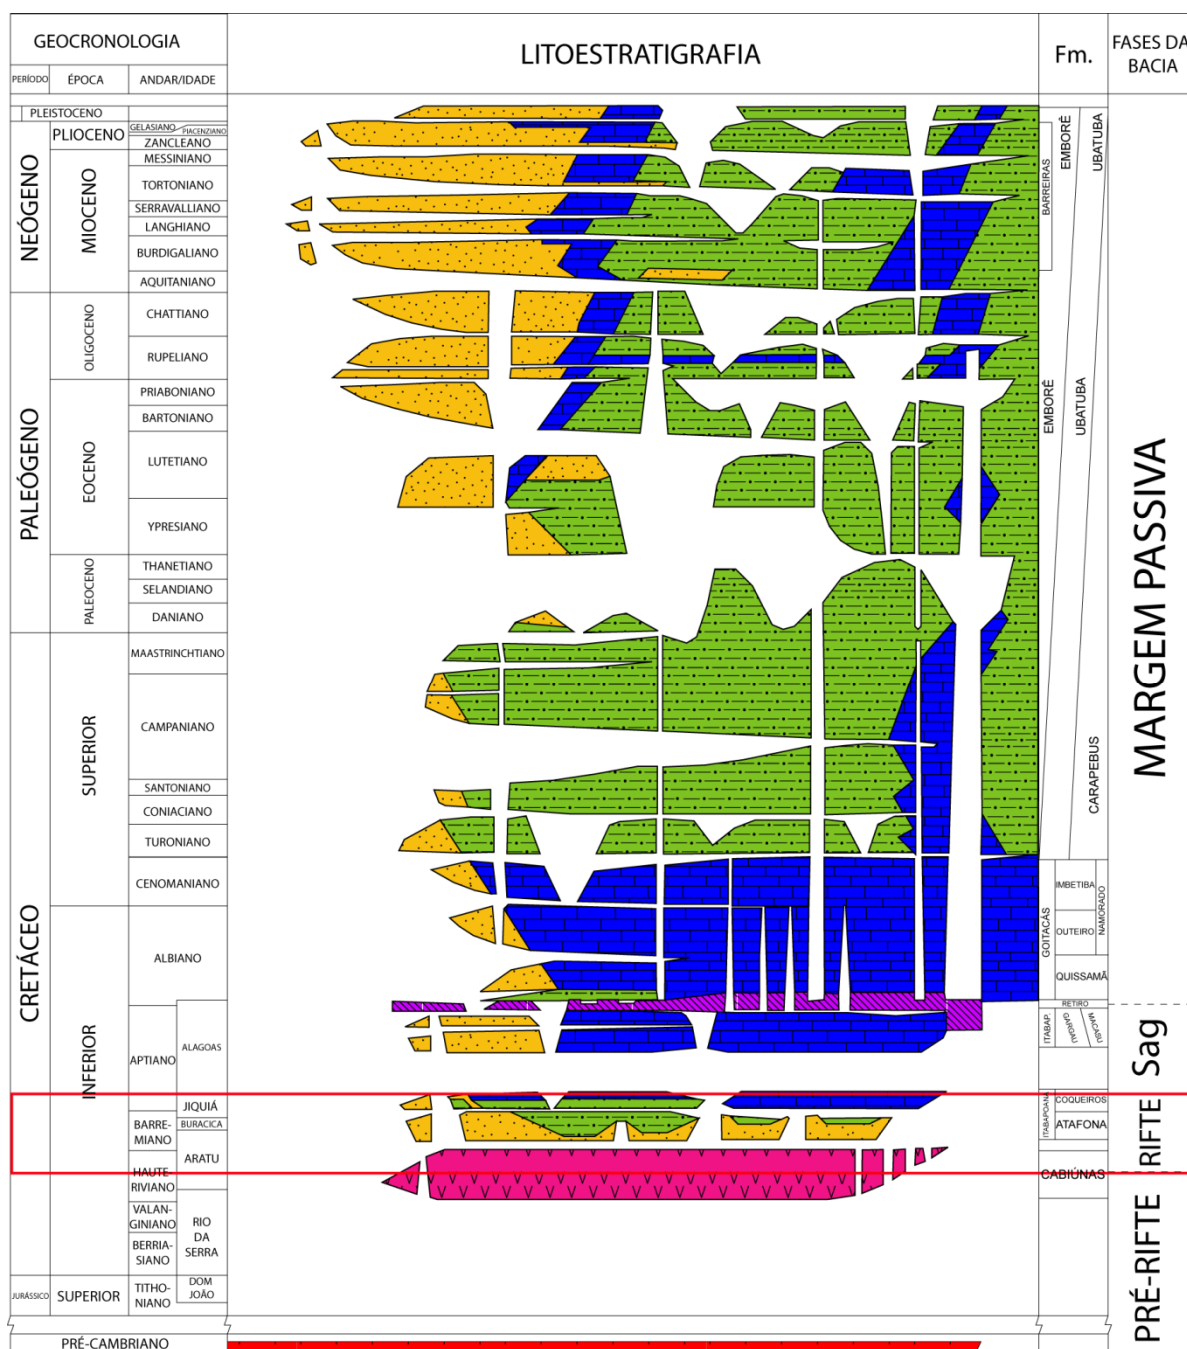 GEOCRONOLOGIA
LITOESTRATIGRAFIA
Fm.
FASES DA
BACIA
PERÍODO
ÉPOCA
ANDAR/IDADE
PLEISTOCENO
NEÓGENO
PLIOCENO
GELASIANO
PIACENZIANO
ZANCLEANO
MIOCENO
MESSINIANO
TORTONIANO
SERRAVALLIANO
LANGHIANO
BURDIGALIANO
AQUITANIANO
PALEÓGENO
OLIGOCENO
CHATTIANO
RUPELIANO
EOCENO
PRIABONIANO
BARTONIANO
LUTETIANO
YPRESIANO
PALEOCENO
THANETIANO
SELANDIANO
DANIANO
CRETÁCEO
SUPERIOR
MAASTRINCHTIANO
CAMPANIANO
SANTONIANO
CONIACIANO
TURONIANO
CENOMANIANO
INFERIOR
ALBIANO
APTIANO
ALAGOAS
JIQUIÁ
BARRE-
MIANO
BURACICA
ARATU
HAUTE-
RIVIANO
VALAN-
GINIANO
BERRIA-
SIANO
RIO
DA
SERRA
JURÁSSICO
SUPERIOR
TITHO-
NIANO
DOM
JOÃO
PRÉ-CAMBRIANO
BARREIRAS
EMBORÊ
UBATUBA
EMBORÊ
UBATUBA
CARAPEBUS
GOITACÁS
IMBETIBA
OUTEIRO
NAMORADO
QUISSAMÃ
RETIRO
ITABAP.
GARGAÚ
MACABU
ITABAPOANA
COQUEIROS
ATAFONA
CABIÚNAS
MARGEM PASSIVA
Sag
RIFTE
PRÉ-RIFTE